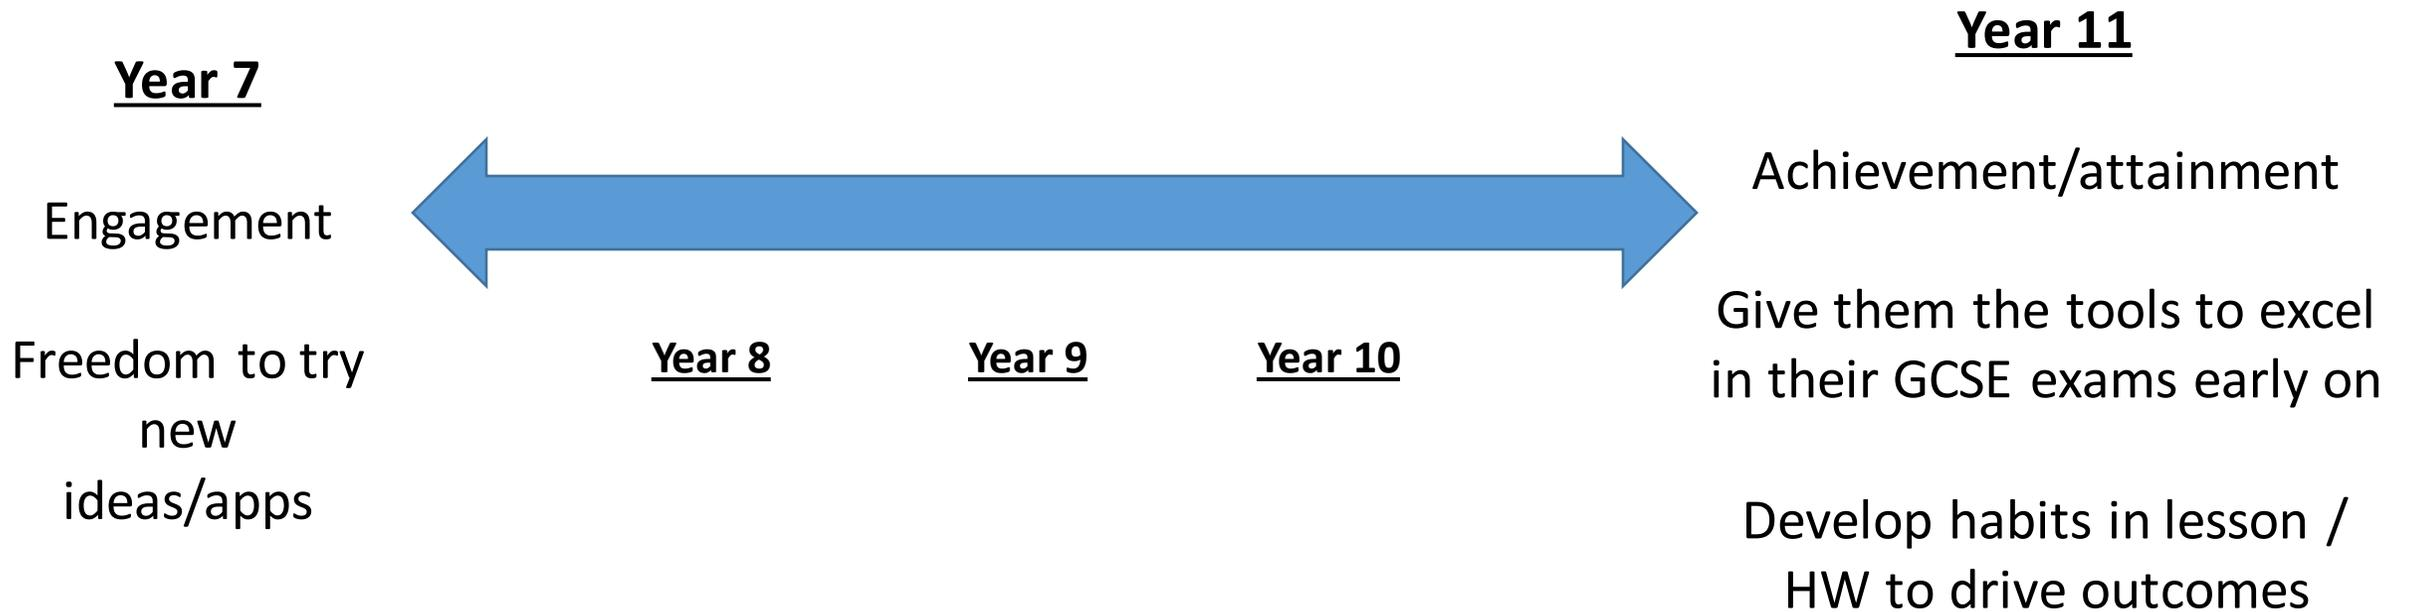 Year 7
Engagement
Freedom to try
new
ideas/apps
Year 8
Year 9
Year 10
Year 11
Achievement/attainment
Give them the tools to excel
in their GCSE exams early on
Develop habits in lesson /
HW to drive outcomes